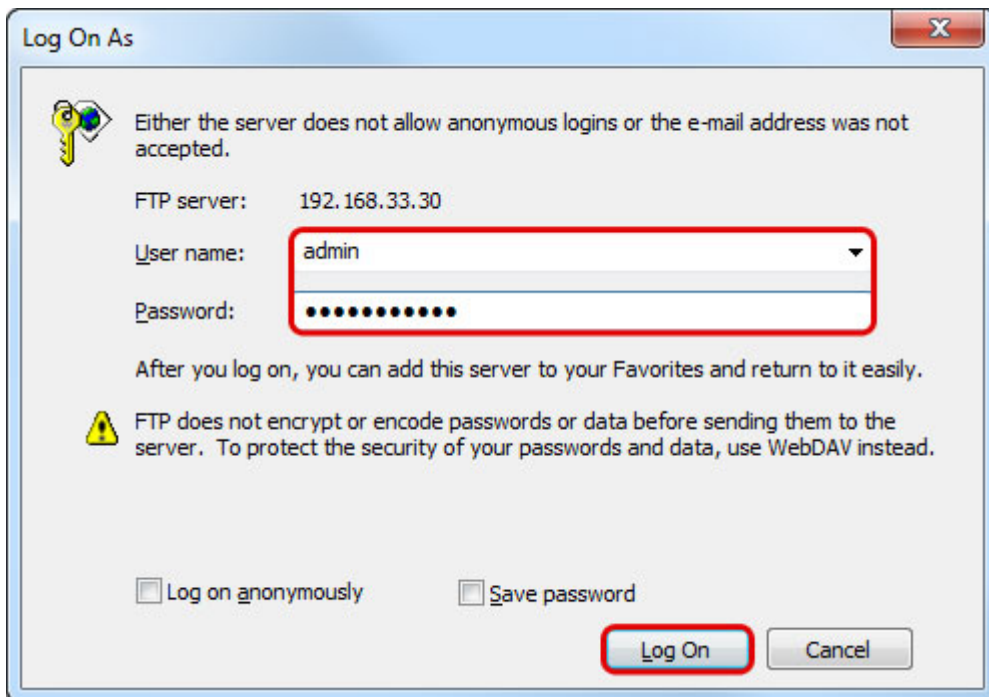 Log On As
Either the server does not allow anonymous logins or the e-mail address was not
accepted.
FTP server: 192.168.33.30
User name: admin
Password: •••••••••••
After you log on, you can add this server to your Favorites and return to it easily.
FTP does not encrypt or encode passwords or data before sending them to the
server. To protect the security of your passwords and data, use WebDAV instead.
Log on anonymously Save password
Log On Cancel